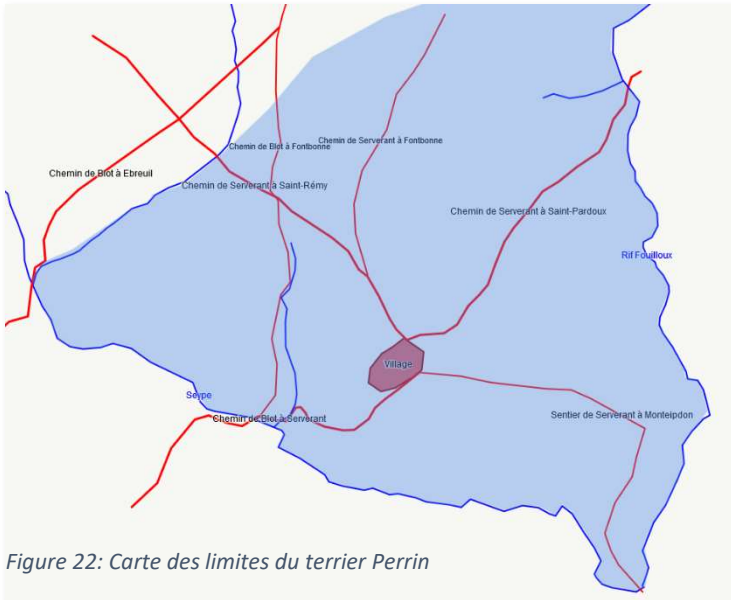 Chemin de Blot à Fontbonne
Chemin de Serverant à Fontbonne
Chemin de Blot à Ebreuil
Chemin de Serverant à Saint-Rémy
Chemin de Serverant à Saint-Pardoux
Rif Fouilloux
Village
Seype
Chemin de Blot à Serverant
Sentier de Serverant à Monteipdon
Figure 22: Carte des limites du terrier Perrin